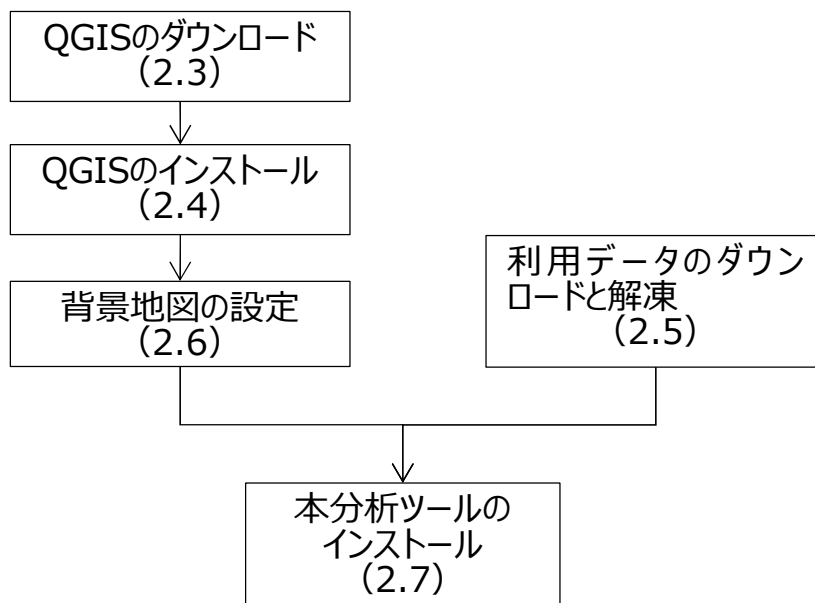 QGISのダウンロード
(2.3)
QGISのインストール
(2.4)
背景地図の設定
(2.6)
利用データのダウン
ロードと解凍
(2.5)
本分析ツールの
インストール
(2.7)